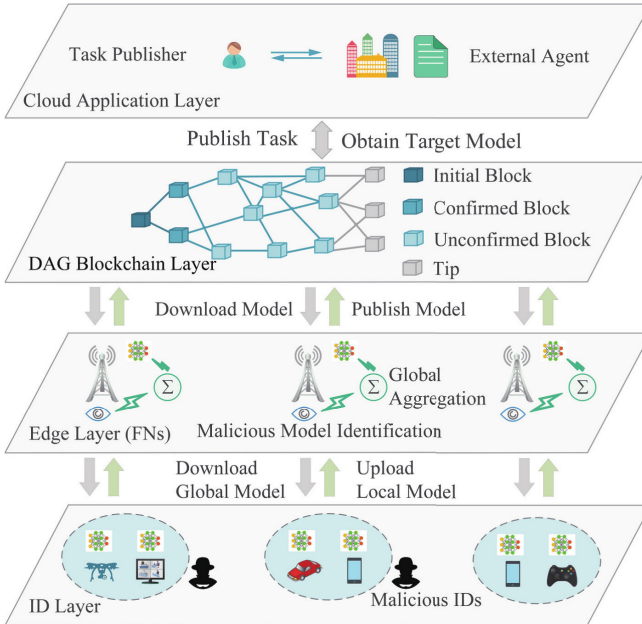 Task Publisher
External Agent
Cloud Application Layer
Publish Task
Obtain Target Model
Initial Block
Confirmed Block
Unconfirmed Block
Tip
DAG Blockchain Layer
Download Model
Publish Model
Σ
Σ
Σ
Global
Aggregation
Edge Layer (FNs)
Malicious Model Identification
Download
Global Model
Upload
Local Model
ID Layer
Malicious IDs